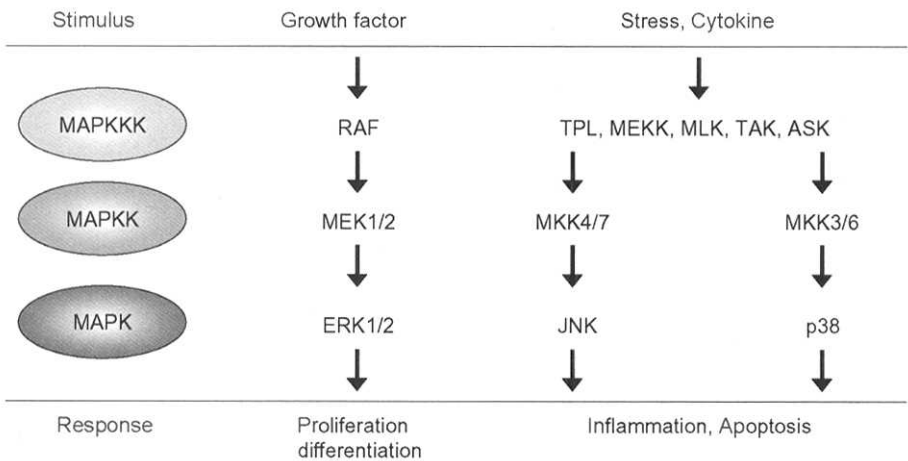 Stimulus Growth factor Stress, Cytokine
MAPKKK RAF TPL, MEKK, MLK, TAK, ASK
MAPKK MEK1/2 MKK4/7 MKK3/6
MAPK ERK1/2 JNK p38
Response Proliferation Inflammation, Apoptosis
differentiation